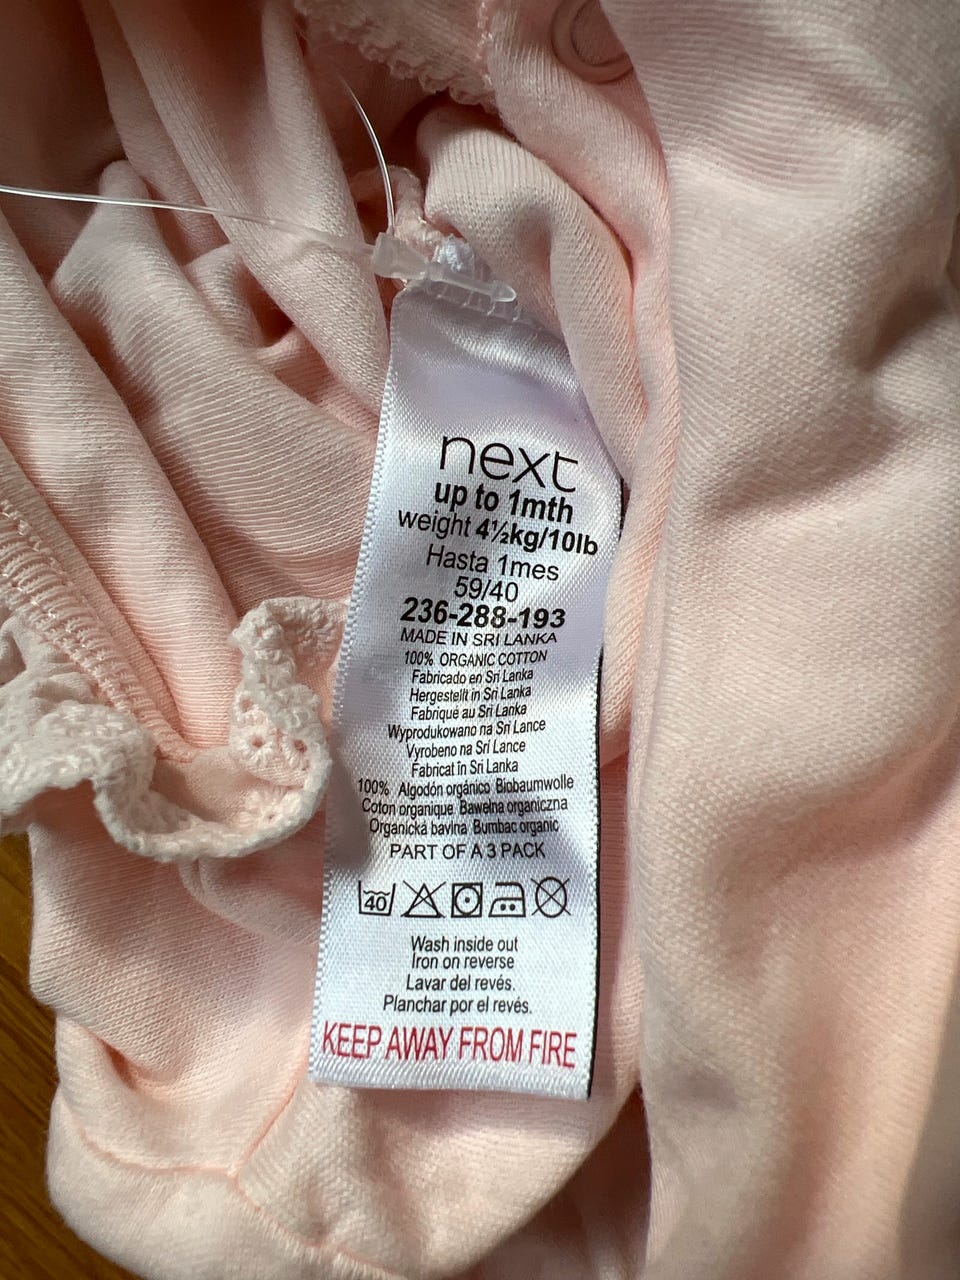 next
up to 1mth
weight 4½kg/10lb
Hasta 1mes
59/40
236-288-193
MADE IN SRI LANKA
100% ORGANIC COTTON
Fabricado en Sri Lanka
Hergestellt in Sri Lanka
Fabriqué au Sri Lanka
Wyprodukowano na Sri Lance
Vyrobeno na Srí Lance
Fabricat în Sri Lanka
100% Algodón orgánico Biobaumwolle
Coton organique Bawełna organiczna
Organická bavlna Bumbac organic
PART OF A 3 PACK
40
Wash inside out
Iron on reverse
Lavar del revés.
Planchar por el revés.
KEEP AWAY FROM FIRE